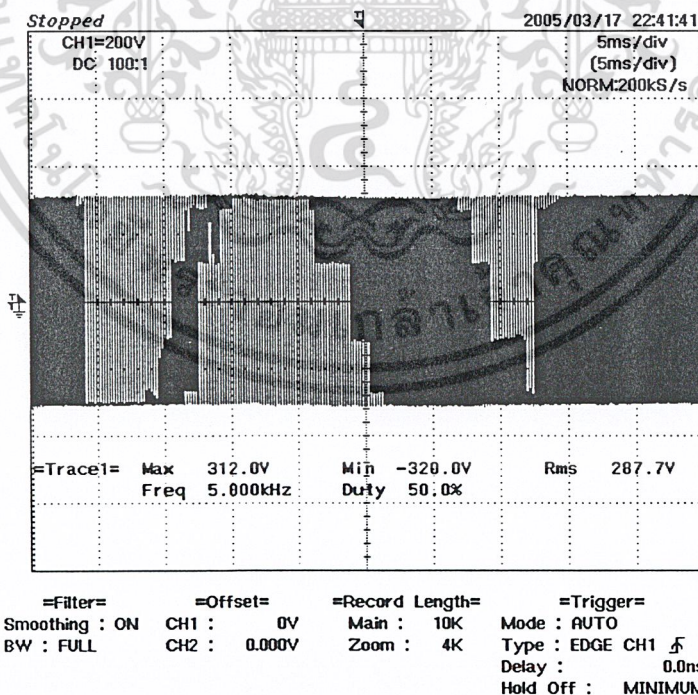 Stopped 2005/03/17 22:41:41
CH1=200V 5ms/div
DC 100:1 (5ms/div)
NORM:200kS/s
=Trace1= Max 312.0V Min -320.0V Rms 287.7V
Freq 5.000kHz Duty 50.0%
=Filter= =Offset= =Record Length= =Trigger=
Smoothing : ON CH1 : 0V Main : 10K Mode : AUTO
BW : FULL CH2 : 0.000V Zoom : 4K Type : EDGE CH1
Delay : 0.0ns
Hold Off : MINIMUM